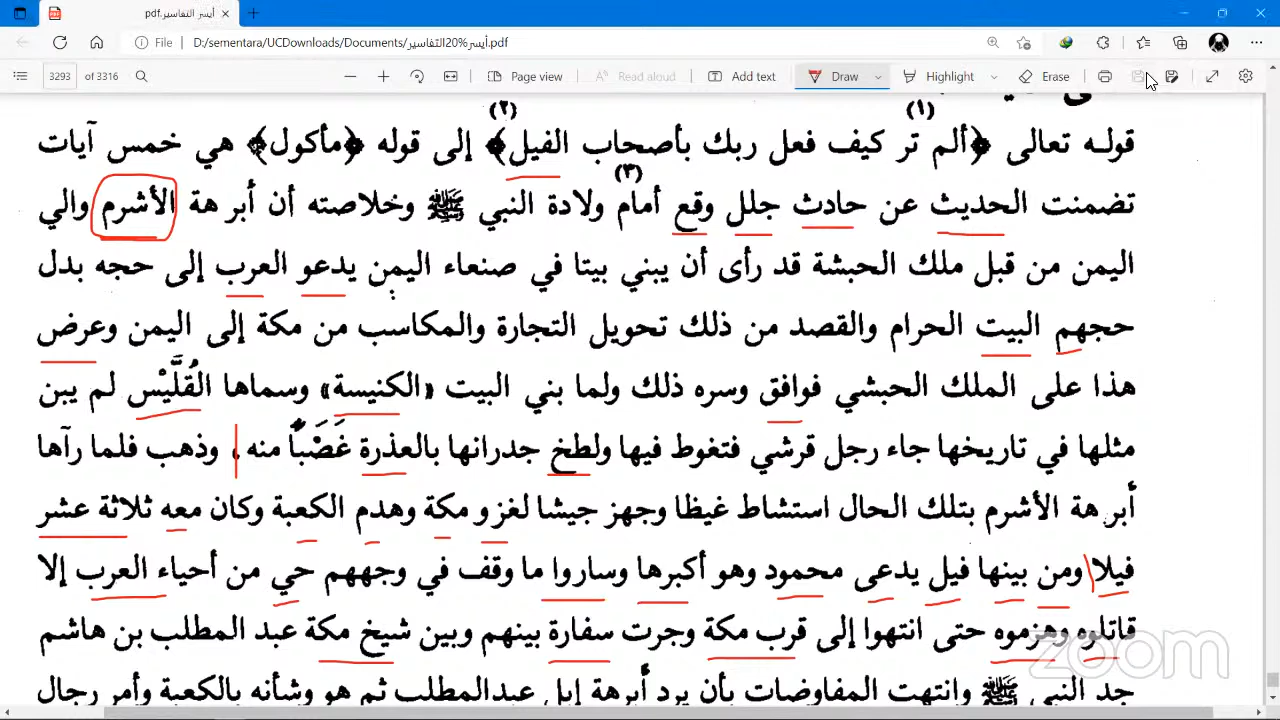 أيسر التفاسير.pdf
File D:/sementara/UCDownloads/Documents/أيسر%20التفاسير.pdf
3293 of 3316 Page view Read aloud Add text Draw Highlight Erase
(١) (٢)
قولـه تعالى ﴿ألم تر كيف فعل ربك بأصحاب الفيل﴾ إلى قوله ﴿مأكول﴾ هي خمس آيات
(٣)
تضمنت الحديث عن حادث جلل وقع أمام ولادة النبي ﷺ وخلاصته أن أبرهة الأشرم والي
اليمن من قبل ملك الحبشة قد رأى أن يبني بيتا في صنعاء اليمن يدعو العرب إلى حجه بدل
حجهم البيت الحرام والقصد من ذلك تحويل التجارة والمكاسب من مكة إلى اليمن وعرض
هذا على الملك الحبشي فوافق وسره ذلك ولما بني البيت «الكنيسة» وسماها القُلَّيْس لم يبن
مثلها في تاريخها جاء رجل قرشي فتغوط فيها ولطخ جدرانها بالعذرة غَضْباً منه، وذهب فلما رآها
أبرهة الأشرم بتلك الحال استشاط غيظا وجهز جيشا لغزو مكة وهدم الكعبة وكان معه ثلاثة عشر
فيلا ومن بينها فيل يدعى محمود وهو أكبرها وساروا ما وقف في وجههم حي من أحياء العرب إلا
قاتلوه وهزموه حتى انتهوا إلى قرب مكة وجرت سفارة بينهم وبين شيخ مكة عبد المطلب بن هاشم
جد النبي ﷺ وانتهت المفاوضات بأن يرد أبرهة إبل عبدالمطلب ثم هو وشأنه بالكعبة وأمر رجال
zoom